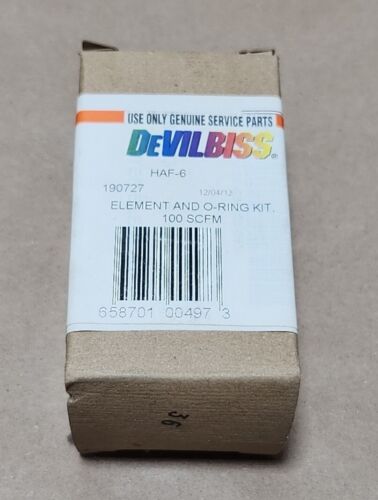 USE ONLY GENUINE SERVICE PARTS
DEVILBISS®
HAF-6
190727 12/04/12
ELEMENT AND O-RING KIT.
100 SCFM
658701 00497 3
36